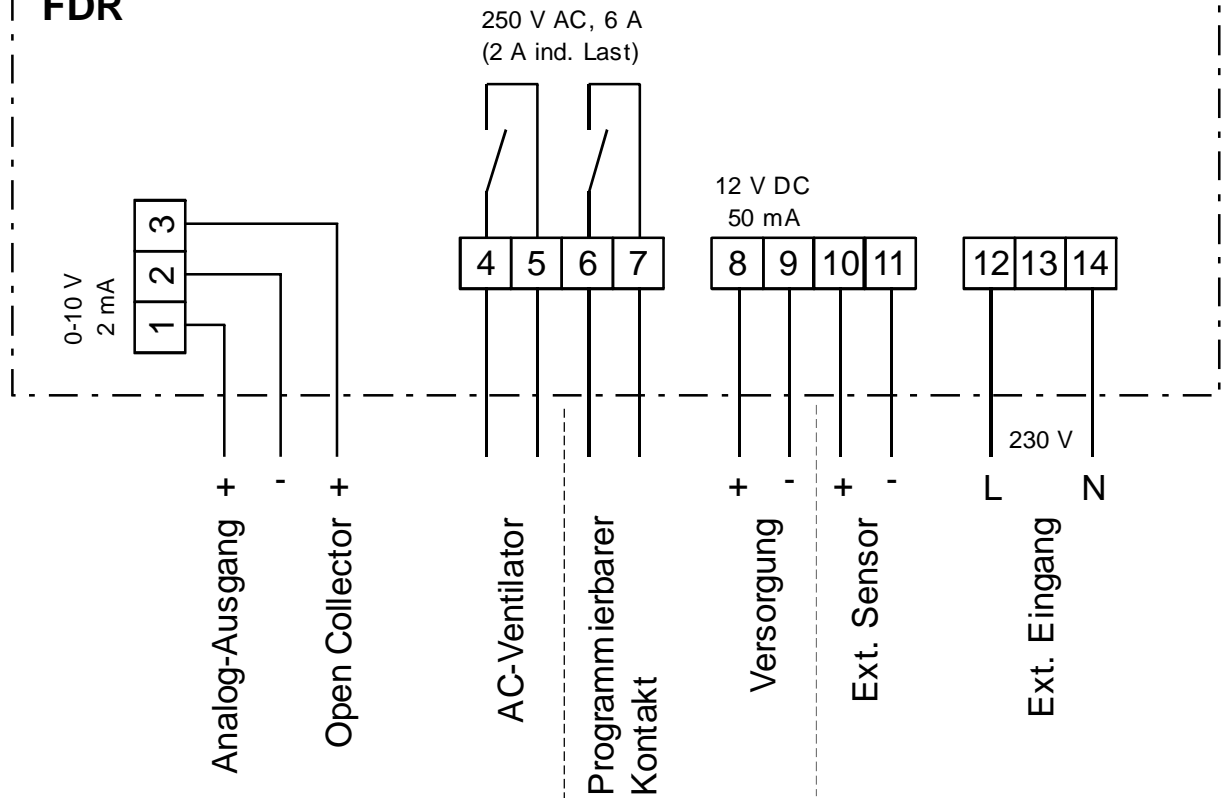 FDR
250 V AC, 6 A
(2 A ind. Last)
12 V DC
50 mA
0-10 V
2 mA
3
2
1
4 5 6 7
8 9 10 11
12 13 14
230 V
+ - +
+ - + -
L N
Analog-Ausgang
Open Collector
AC-Ventilator
Programmierbarer
Kontakt
Versorgung
Ext. Sensor
Ext. Eingang